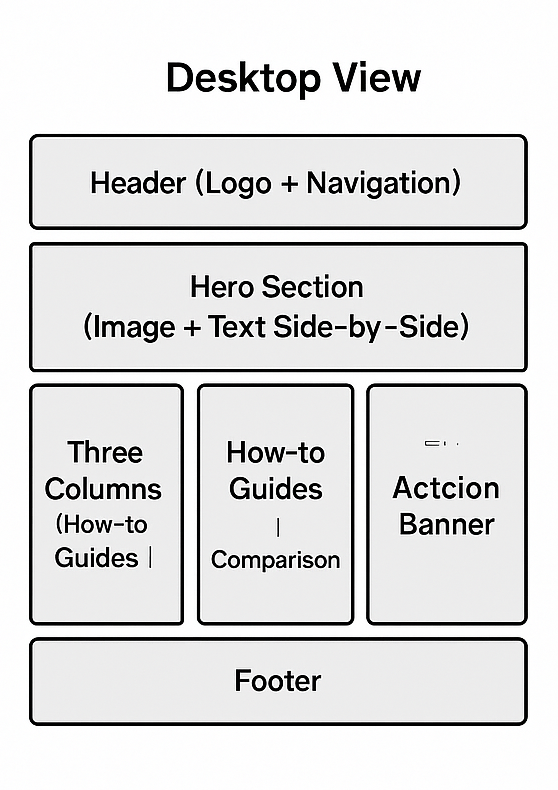 Desktop View
Header (Logo + Navigation)
Hero Section
(Image + Text Side-by-Side)
Three
Columns
(How-to
Guides |
How-to
Guides
|
Comparison
Actcion
Banner
Footer